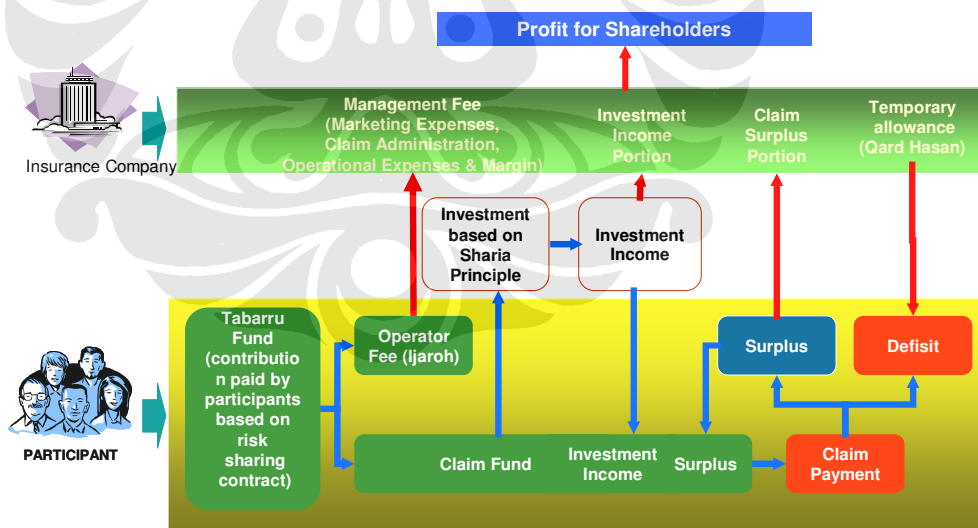 Profit for Shareholders
Insurance Company
Management Fee
(Marketing Expenses,
Claim Administration,
Operational Expenses & Margin)
Investment
Income
Portion
Claim
Surplus
Portion
Temporary
allowance
(Qard Hasan)
Investment
based on
Sharia
Principle
Investment
Income
PARTICIPANT
Tabarru
Fund
(contributio
n paid by
participants
based on
risk
sharing
contract)
Operator
Fee (Ijaroh)
Surplus
Defisit
Claim Fund
Investment
Income
Surplus
Claim
Payment